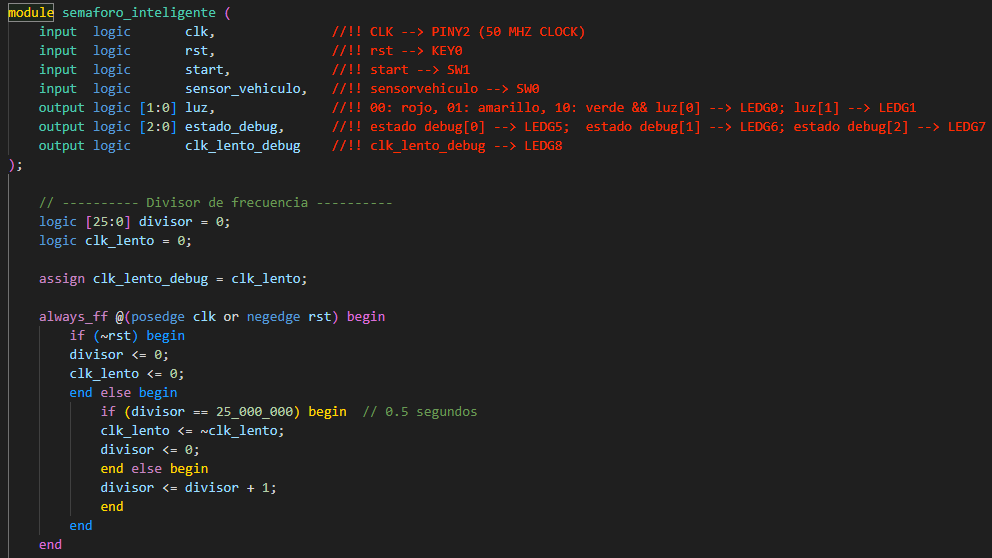 module semaforo_inteligente (
    input  logic       clk,               //!! CLK --> PINY2 (50 MHZ CLOCK)
    input  logic       rst,               //!! rst --> KEY0
    input  logic       start,             //!! start --> SW1
    input  logic       sensor_vehiculo,   //!! sensorvehiculo --> SW0
    output logic [1:0] luz,               //!! 00: rojo, 01: amarillo, 10: verde && luz[0] --> LEDG0; luz[1] --> LEDG1
    output logic [2:0] estado_debug,      //!! estado debug[0] --> LEDG5;  estado debug[1] --> LEDG6; estado debug[2] --> LEDG7
    output logic       clk_lento_debug    //!! clk_lento_debug --> LEDG8
);
    // ---------- Divisor de frecuencia ----------
    logic [25:0] divisor = 0;
    logic clk_lento = 0;
    assign clk_lento_debug = clk_lento;
    always_ff @(posedge clk or negedge rst) begin
        if (~rst) begin
        divisor <= 0;
        clk_lento <= 0;
        end else begin
            if (divisor == 25_000_000) begin  // 0.5 segundos
            clk_lento <= ~clk_lento;
            divisor <= 0;
            end else begin
            divisor <= divisor + 1;
            end
        end
    end